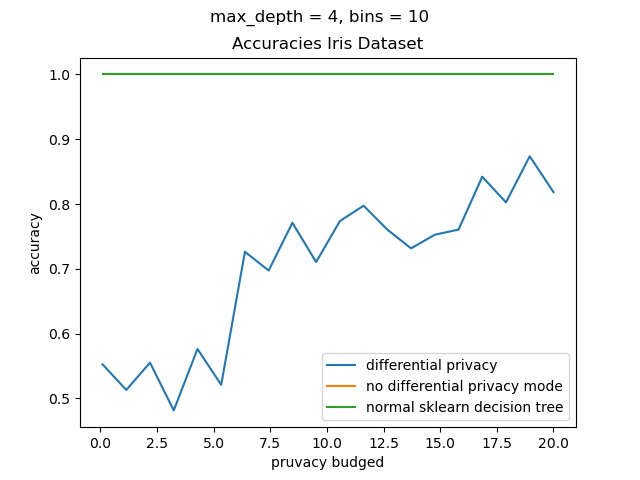 max_depth = 4, bins = 10
Accuracies Iris Dataset
1.0
0.9
0.8
0.7
0.6
0.5
accuracy
differential privacy
no differential privacy mode
normal sklearn decision tree
0.0 2.5 5.0 7.5 10.0 12.5 15.0 17.5 20.0
pruvacy budged